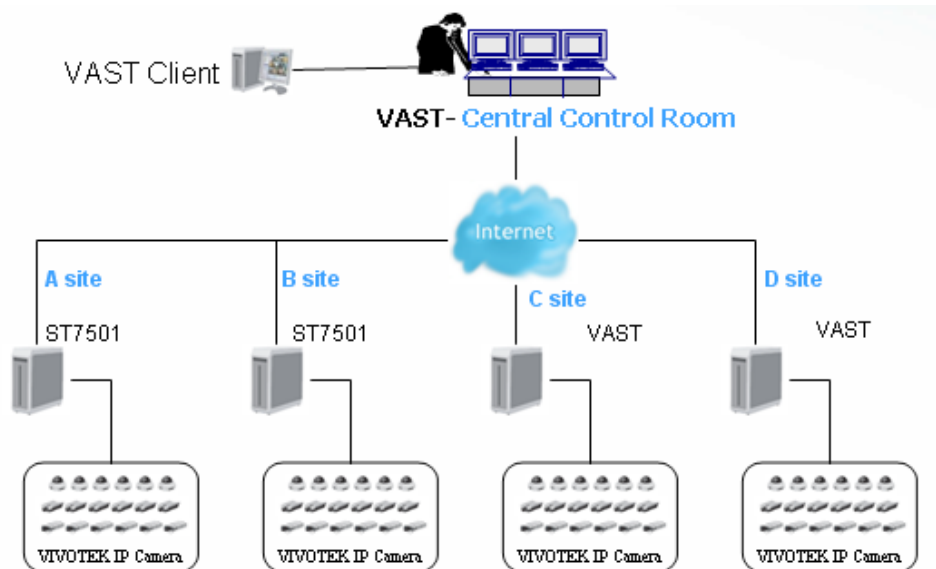 VAST Client
VAST- Central Control Room
Internet
A site
B site
C site
D site
ST7501
ST7501
VAST
VAST
VIVOTEK IP Camera
VIVOTEK IP Camera
VIVOTEK IP Camera
VIVOTEK IP Camera